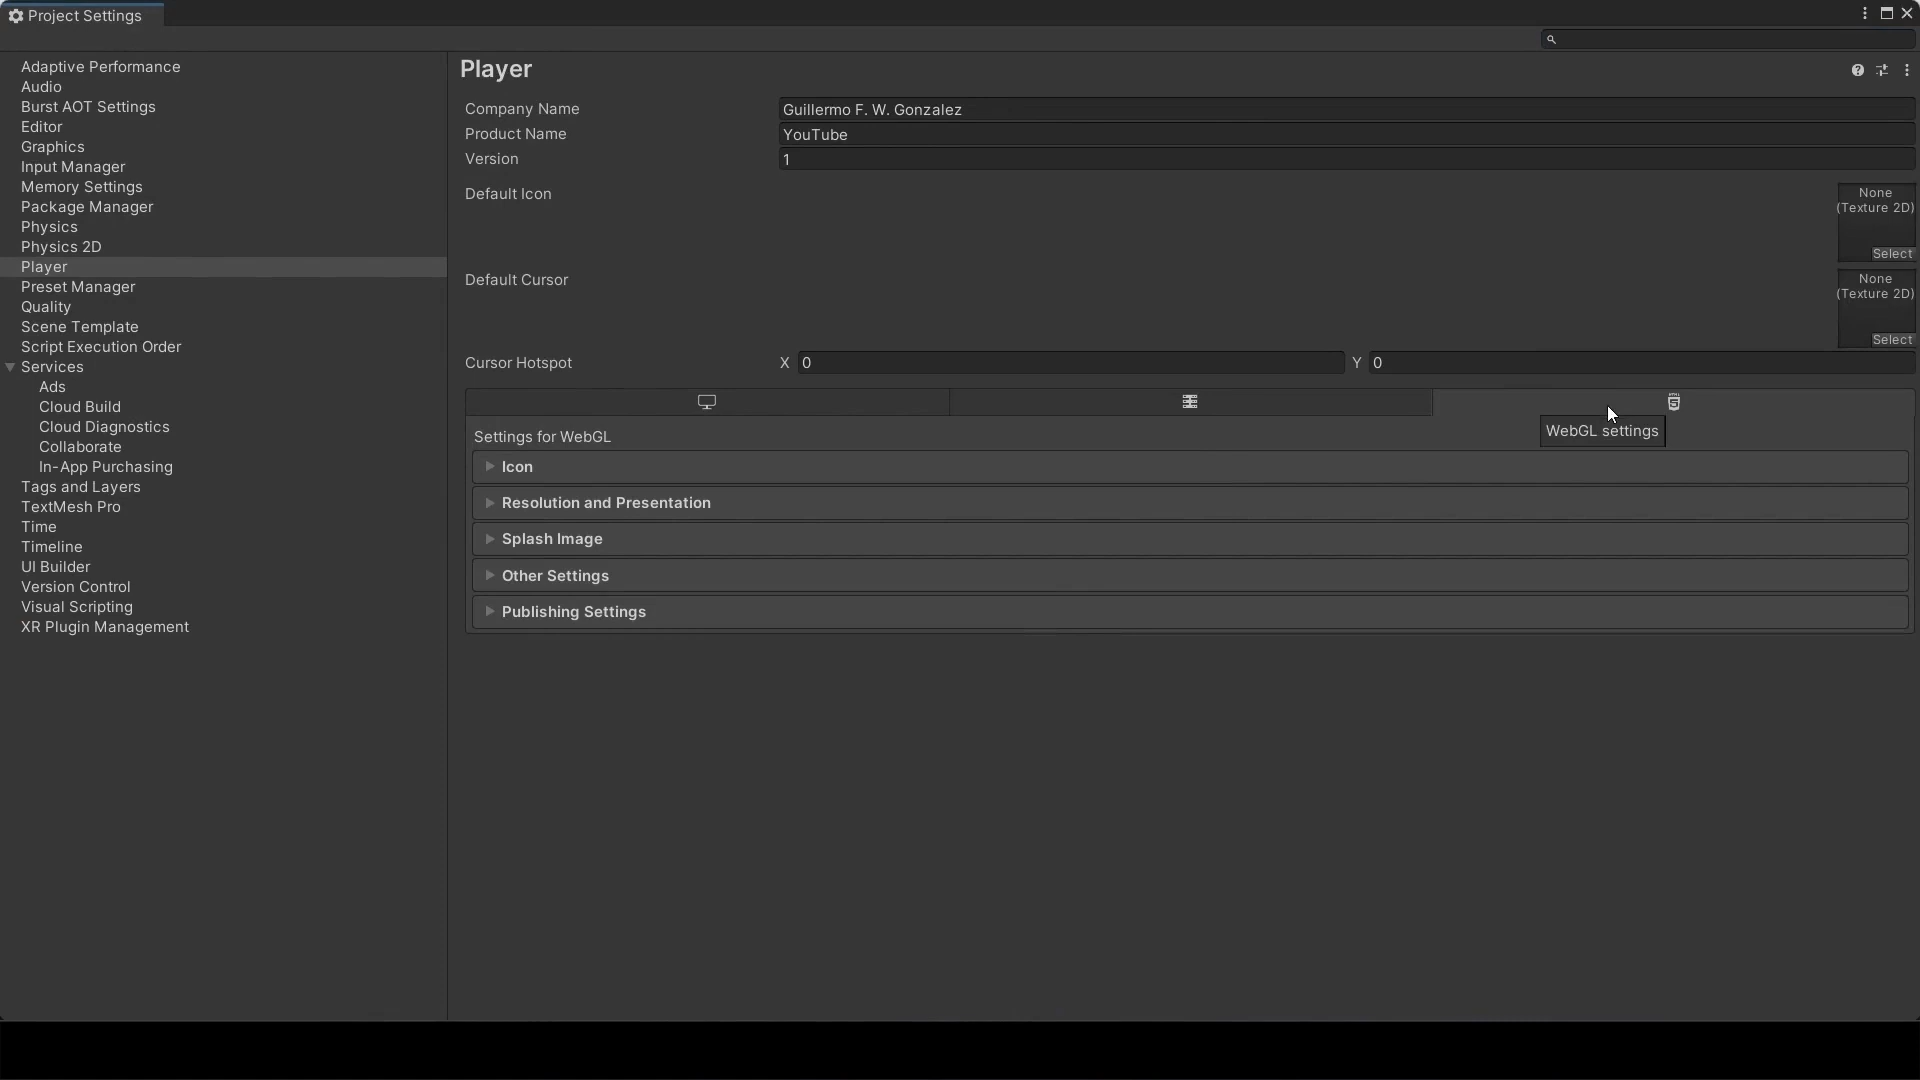 Project Settings
Adaptive Performance
Audio
Burst AOT Settings
Editor
Graphics
Input Manager
Memory Settings
Package Manager
Physics
Physics 2D
Player
Preset Manager
Quality
Scene Template
Script Execution Order
Services
Ads
Cloud Build
Cloud Diagnostics
Collaborate
In-App Purchasing
Tags and Layers
TextMesh Pro
Time
Timeline
UI Builder
Version Control
Visual Scripting
XR Plugin Management
Player
Company Name Guillermo F. W. Gonzalez
Product Name YouTube
Version 1
Default Icon
None
(Texture 2D)
Select
Default Cursor
None
(Texture 2D)
Select
Cursor Hotspot X 0 Y 0
Settings for WebGL
WebGL settings
Icon
Resolution and Presentation
Splash Image
Other Settings
Publishing Settings